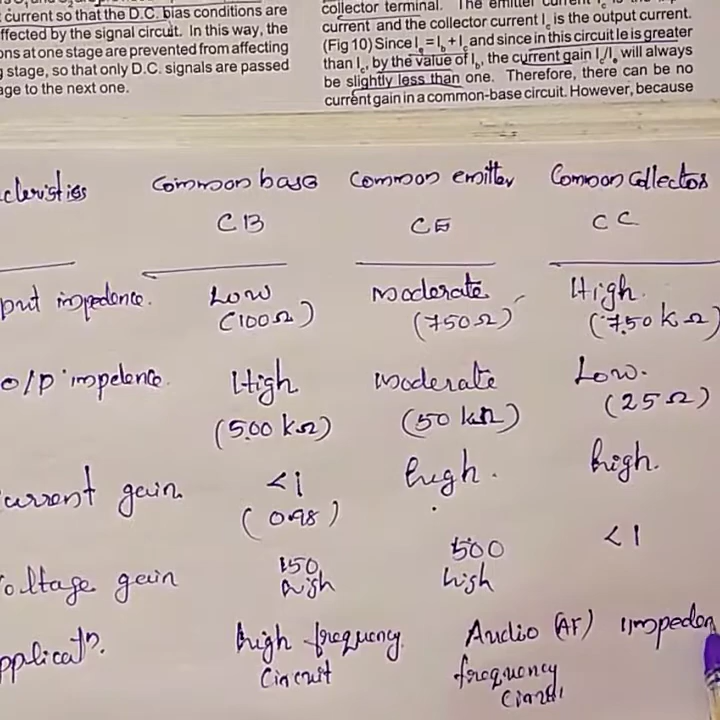 current so that the D.C. bias conditions are
ffected by the signal circuit. In this way, the
ons at one stage are prevented from affecting
g stage, so that only D.C. signals are passed
age to the next one.
collector terminal. The emitter current
current and the collector current Ic is the output current.
(Fig 10) Since Ie = Ib + Ic and since in this circuit Ie is greater
than Ic, by the value of Ib, the current gain Ic/Ie will always
be slightly less than one. Therefore, there can be no
current gain in a common-base circuit. However, because
cteristics Common base Common emitter Common Collector
CB CE CC
put impedence. Low Moderate High.
(100Ω) (750Ω) (750 kΩ)
O/P impedence. High Moderate Low.
(500 kΩ) (50 kΩ) (25 Ω)
urrent gain. <1 high. high.
(0.98)
oltage gain 150 500 <1
high high
pplicatn. high frequency Audio (AF) impedan
Circuit frequency
Circuit